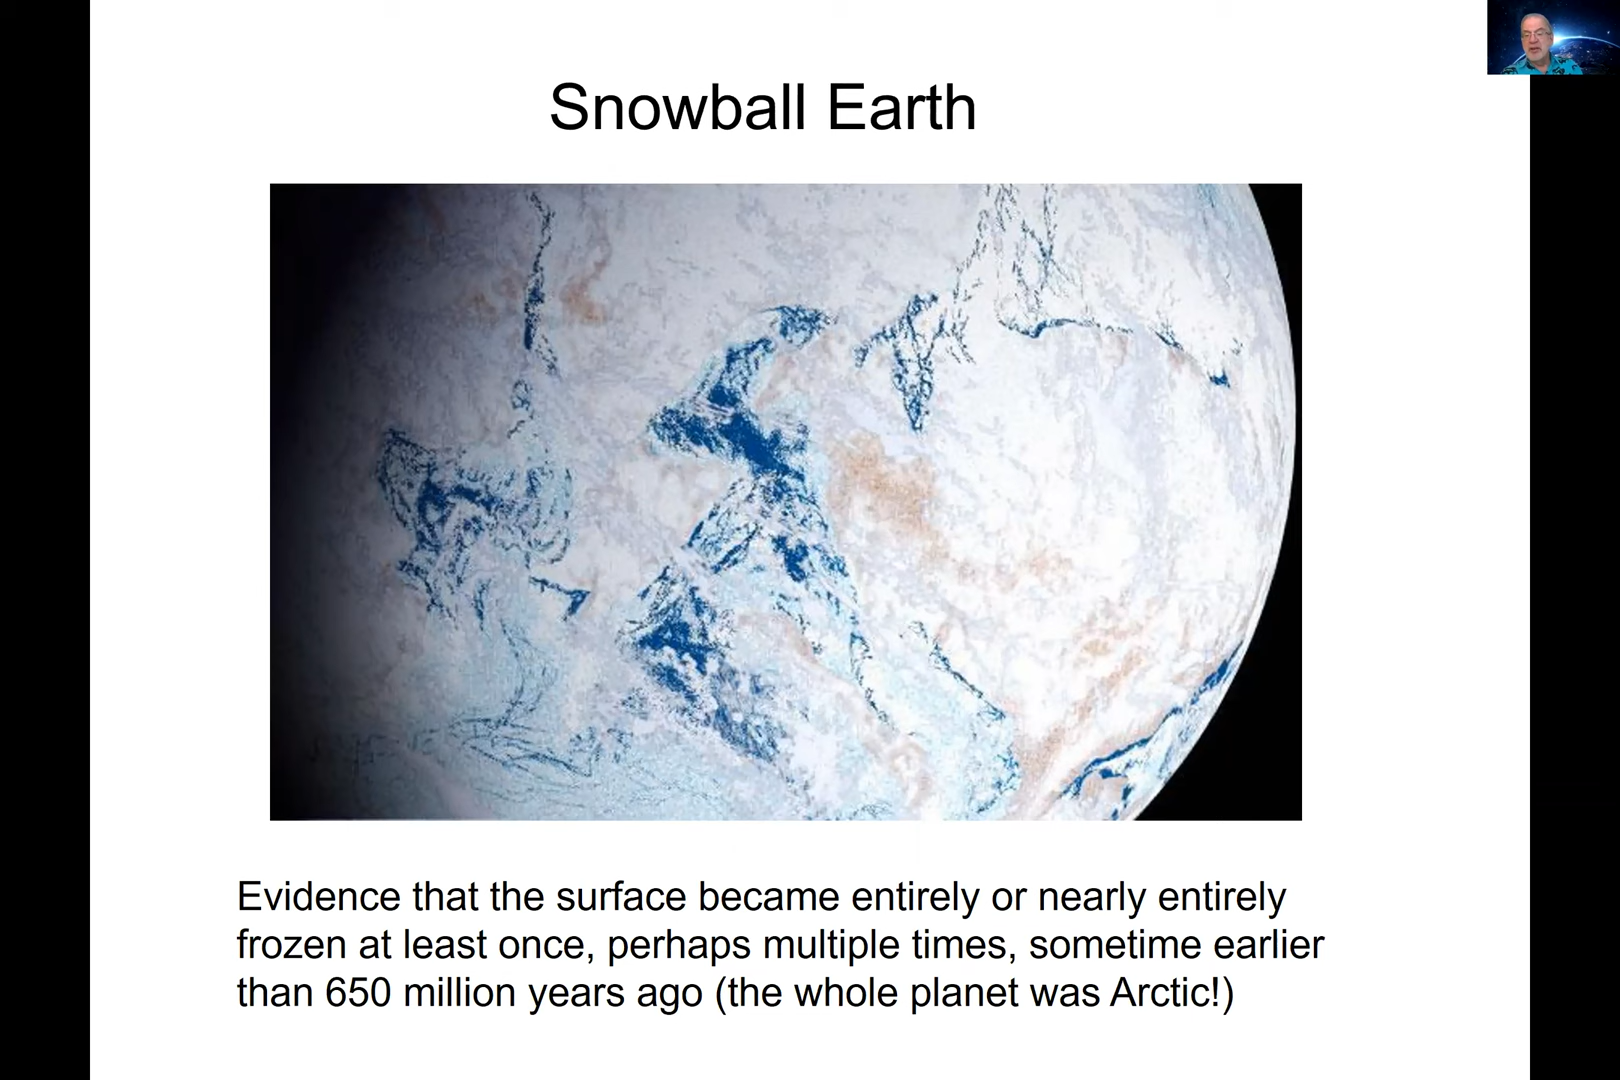 Snowball Earth
Evidence that the surface became entirely or nearly entirely
frozen at least once, perhaps multiple times, sometime earlier
than 650 million years ago (the whole planet was Arctic!)